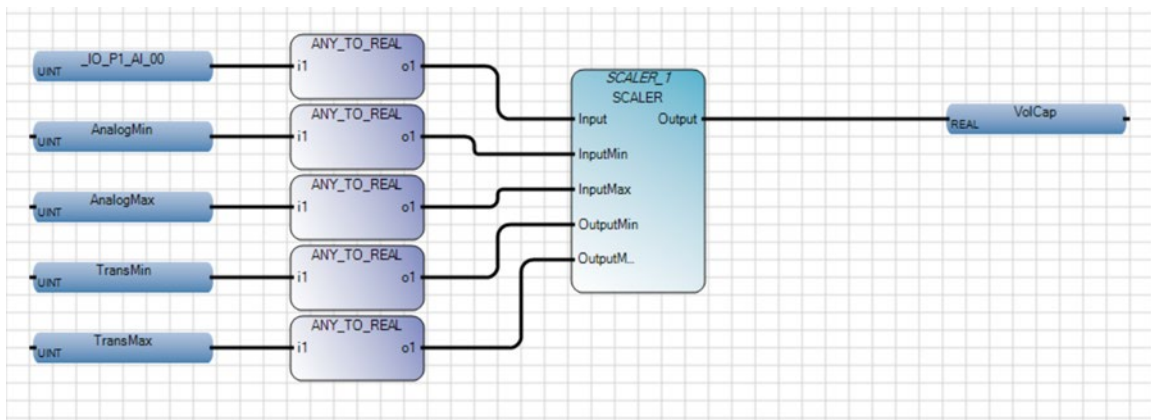 _IO_P1_AI_00
UINT
ANY_TO_REAL
i1 o1
AnalogMin
UINT
ANY_TO_REAL
i1 o1
AnalogMax
UINT
ANY_TO_REAL
i1 o1
TransMin
UINT
ANY_TO_REAL
i1 o1
TransMax
UINT
ANY_TO_REAL
i1 o1
SCALER_1
SCALER
Input Output
InputMin
InputMax
OutputMin
OutputM...
VolCap
REAL